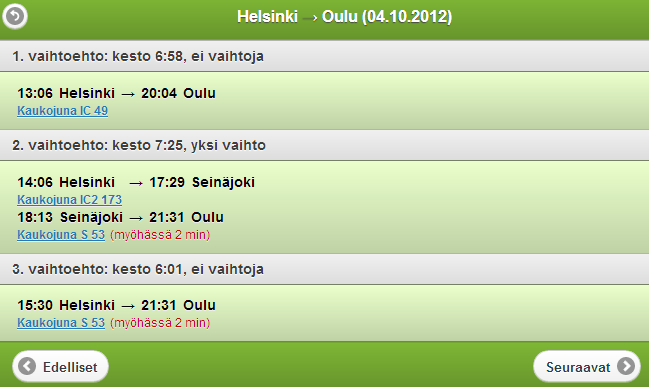 Helsinki → Oulu (04.10.2012)
1. vaihtoehto: kesto 6:58, ei vaihtoja
13:06 Helsinki → 20:04 Oulu
Kaukojuna IC 49
2. vaihtoehto: kesto 7:25, yksi vaihto
14:06 Helsinki → 17:29 Seinäjoki
Kaukojuna IC2 173
18:13 Seinäjoki → 21:31 Oulu
Kaukojuna S 53 (myöhässä 2 min)
3. vaihtoehto: kesto 6:01, ei vaihtoja
15:30 Helsinki → 21:31 Oulu
Kaukojuna S 53 (myöhässä 2 min)
Edelliset Seuraavat